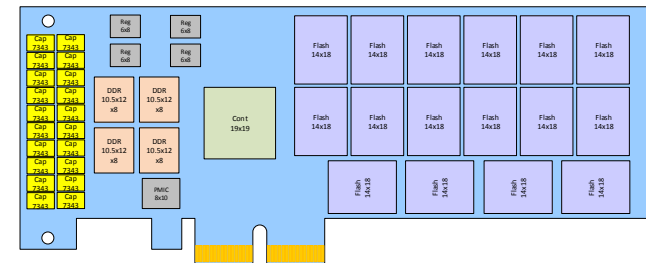 Cap
7343
Cap
7343
Cap
7343
Cap
7343
Cap
7343
Cap
7343
Cap
7343
Cap
7343
Cap
7343
Cap
7343
Cap
7343
Cap
7343
Cap
7343
Cap
7343
Cap
7343
Cap
7343
Cap
7343
Cap
7343
Cap
7343
Cap
7343
Reg
6x8
Reg
6x8
Reg
6x8
Reg
6x8
DDR
10.5x12
x8
DDR
10.5x12
x8
DDR
10.5x12
x8
DDR
10.5x12
x8
PMIC
8x10
Cont
19x19
Flash
14x18
Flash
14x18
Flash
14x18
Flash
14x18
Flash
14x18
Flash
14x18
Flash
14x18
Flash
14x18
Flash
14x18
Flash
14x18
Flash
14x18
Flash
14x18
Flash
14x18
Flash
14x18
Flash
14x18
Flash
14x18